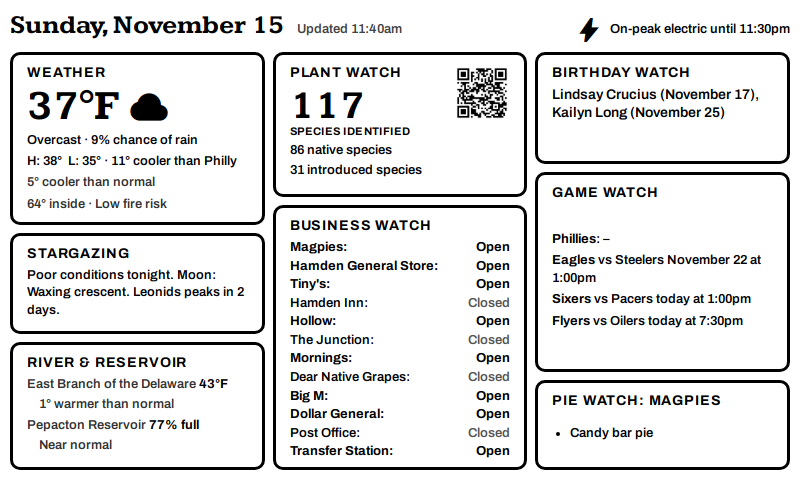 Sunday, November 15 Updated 11:40am
On-peak electric until 11:30pm
WEATHER
37°F
Overcast · 9% chance of rain
H: 38° L: 35° · 11° cooler than Philly
5° cooler than normal
64° inside · Low fire risk
STARGAZING
Poor conditions tonight. Moon:
Waxing crescent. Leonids peaks in 2
days.
RIVER & RESERVOIR
East Branch of the Delaware 43°F
1° warmer than normal
Pepacton Reservoir 77% full
Near normal
PLANT WATCH
117
SPECIES IDENTIFIED
86 native species
31 introduced species
BUSINESS WATCH
Magpies: Open
Hamden General Store: Open
Tiny's: Open
Hamden Inn: Closed
Hollow: Open
The Junction: Closed
Mornings: Open
Dear Native Grapes: Closed
Big M: Open
Dollar General: Open
Post Office: Closed
Transfer Station: Open
BIRTHDAY WATCH
Lindsay Crucius (November 17),
Kailyn Long (November 25)
GAME WATCH
Phillies: –
Eagles vs Steelers November 22 at
1:00pm
Sixers vs Pacers today at 1:00pm
Flyers vs Oilers today at 7:30pm
PIE WATCH: MAGPIES
• Candy bar pie